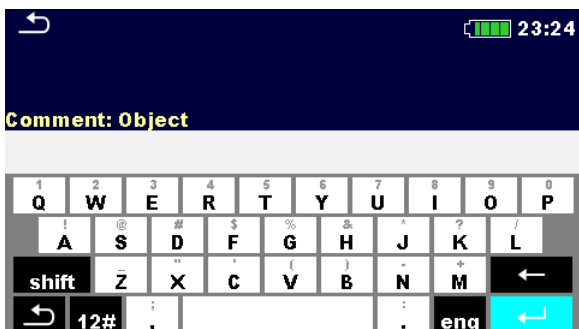 23:24
Comment: Object
1 2 3 4 5 6 7 8 9 0
Q W E R T Y U I O P
! @ # $ % & * ? /
A S D F G H J K L
_ " ' ( ) - +
shift Z X C V B N M ←
; :
12# . . eng